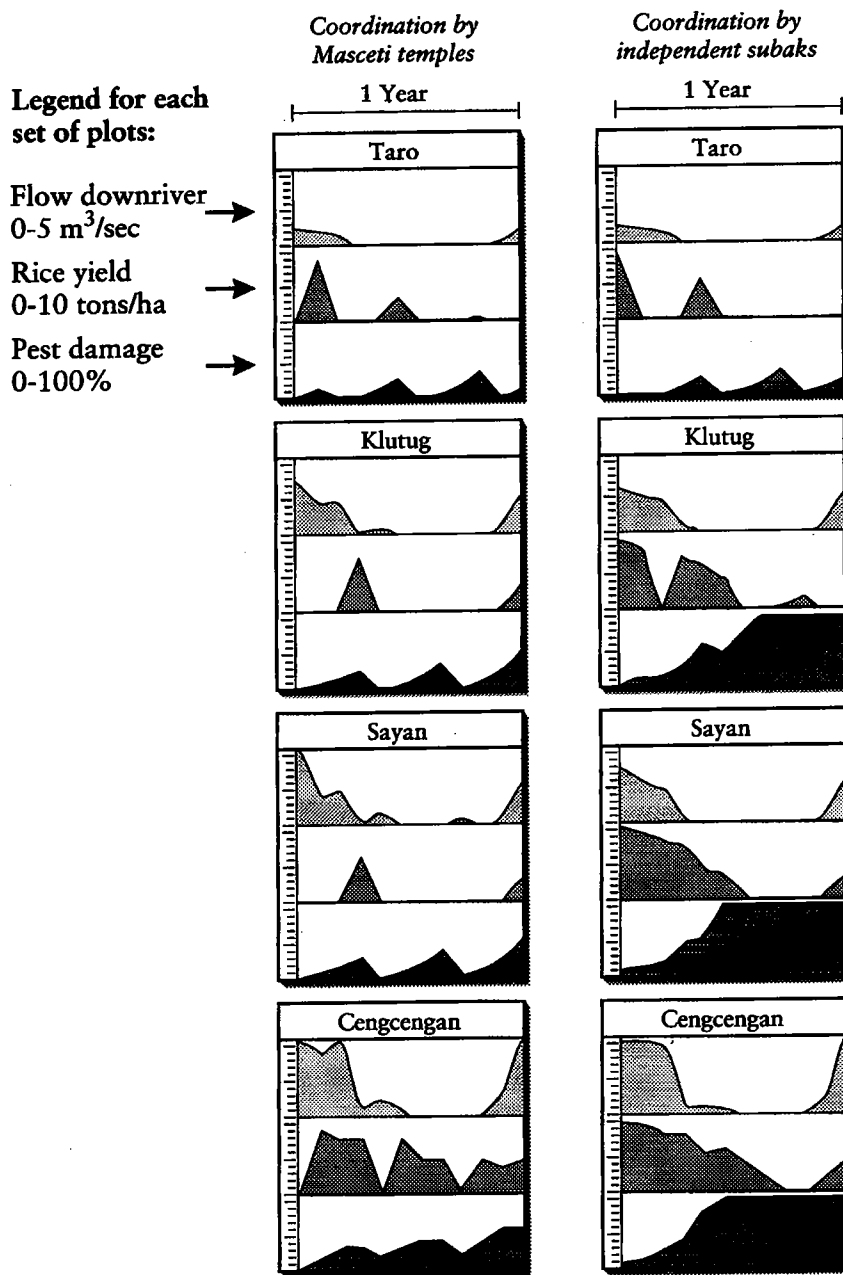 Coordination by
Masceti temples
Coordination by
independent subaks
1 Year
1 Year
Legend for each
set of plots:
Flow downriver
0-5 m³/sec
Rice yield
0-10 tons/ha
Pest damage
0-100%
Taro
Taro
Klutug
Klutug
Sayan
Sayan
Cengcengan
Cengcengan